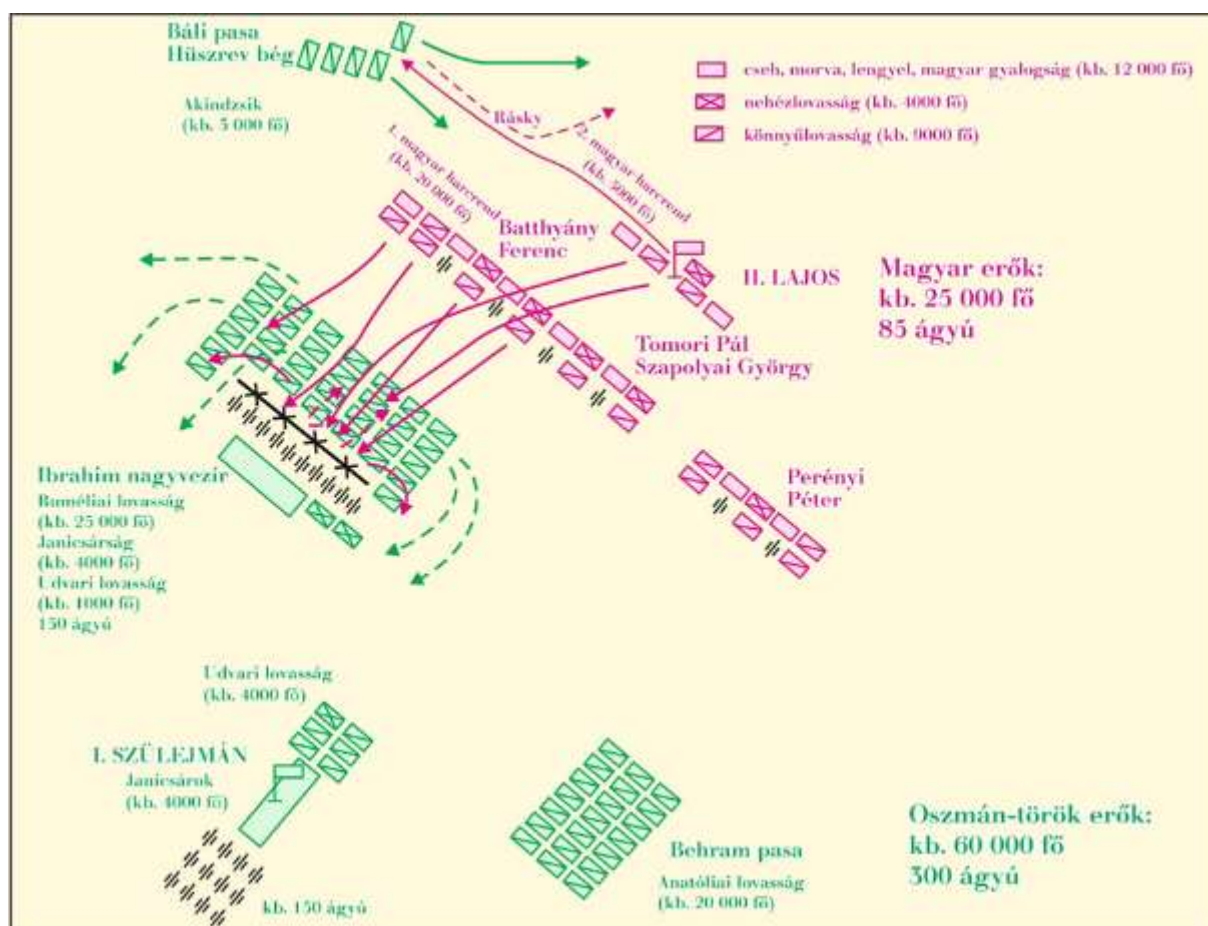 Báli pasa
Hüszrev bég
Akindzsik
(kb. 5 000 fő)
cseh, morva, lengyel, magyar gyalogság (kb. 12 000 fő)
nehézlovasság (kb. 4000 fő)
könnyűlovasság (kb. 9000 fő)
Rásky
1. magyar harcrend
(kb. 20 000 fő)
2. magyar harcrend
(kb. 5000 fő)
Batthyány
Ferenc
II. LAJOS
Magyar erők:
kb. 25 000 fő
85 ágyú
Tomori Pál
Szapolyai György
Perényi
Péter
Ibrahim nagyvezír
Ruméliai lovasság
(kb. 25 000 fő)
Janicsárság
(kb. 4000 fő)
Udvari lovasság
(kb. 1000 fő)
150 ágyú
Udvari lovasság
(kb. 4000 fő)
I. SZÜLEJMÁN
Janicsárok
(kb. 4000 fő)
kb. 150 ágyú
Behram pasa
Anatóliai lovasság
(kb. 20 000 fő)
Oszmán-török erők:
kb. 60 000 fő
300 ágyú